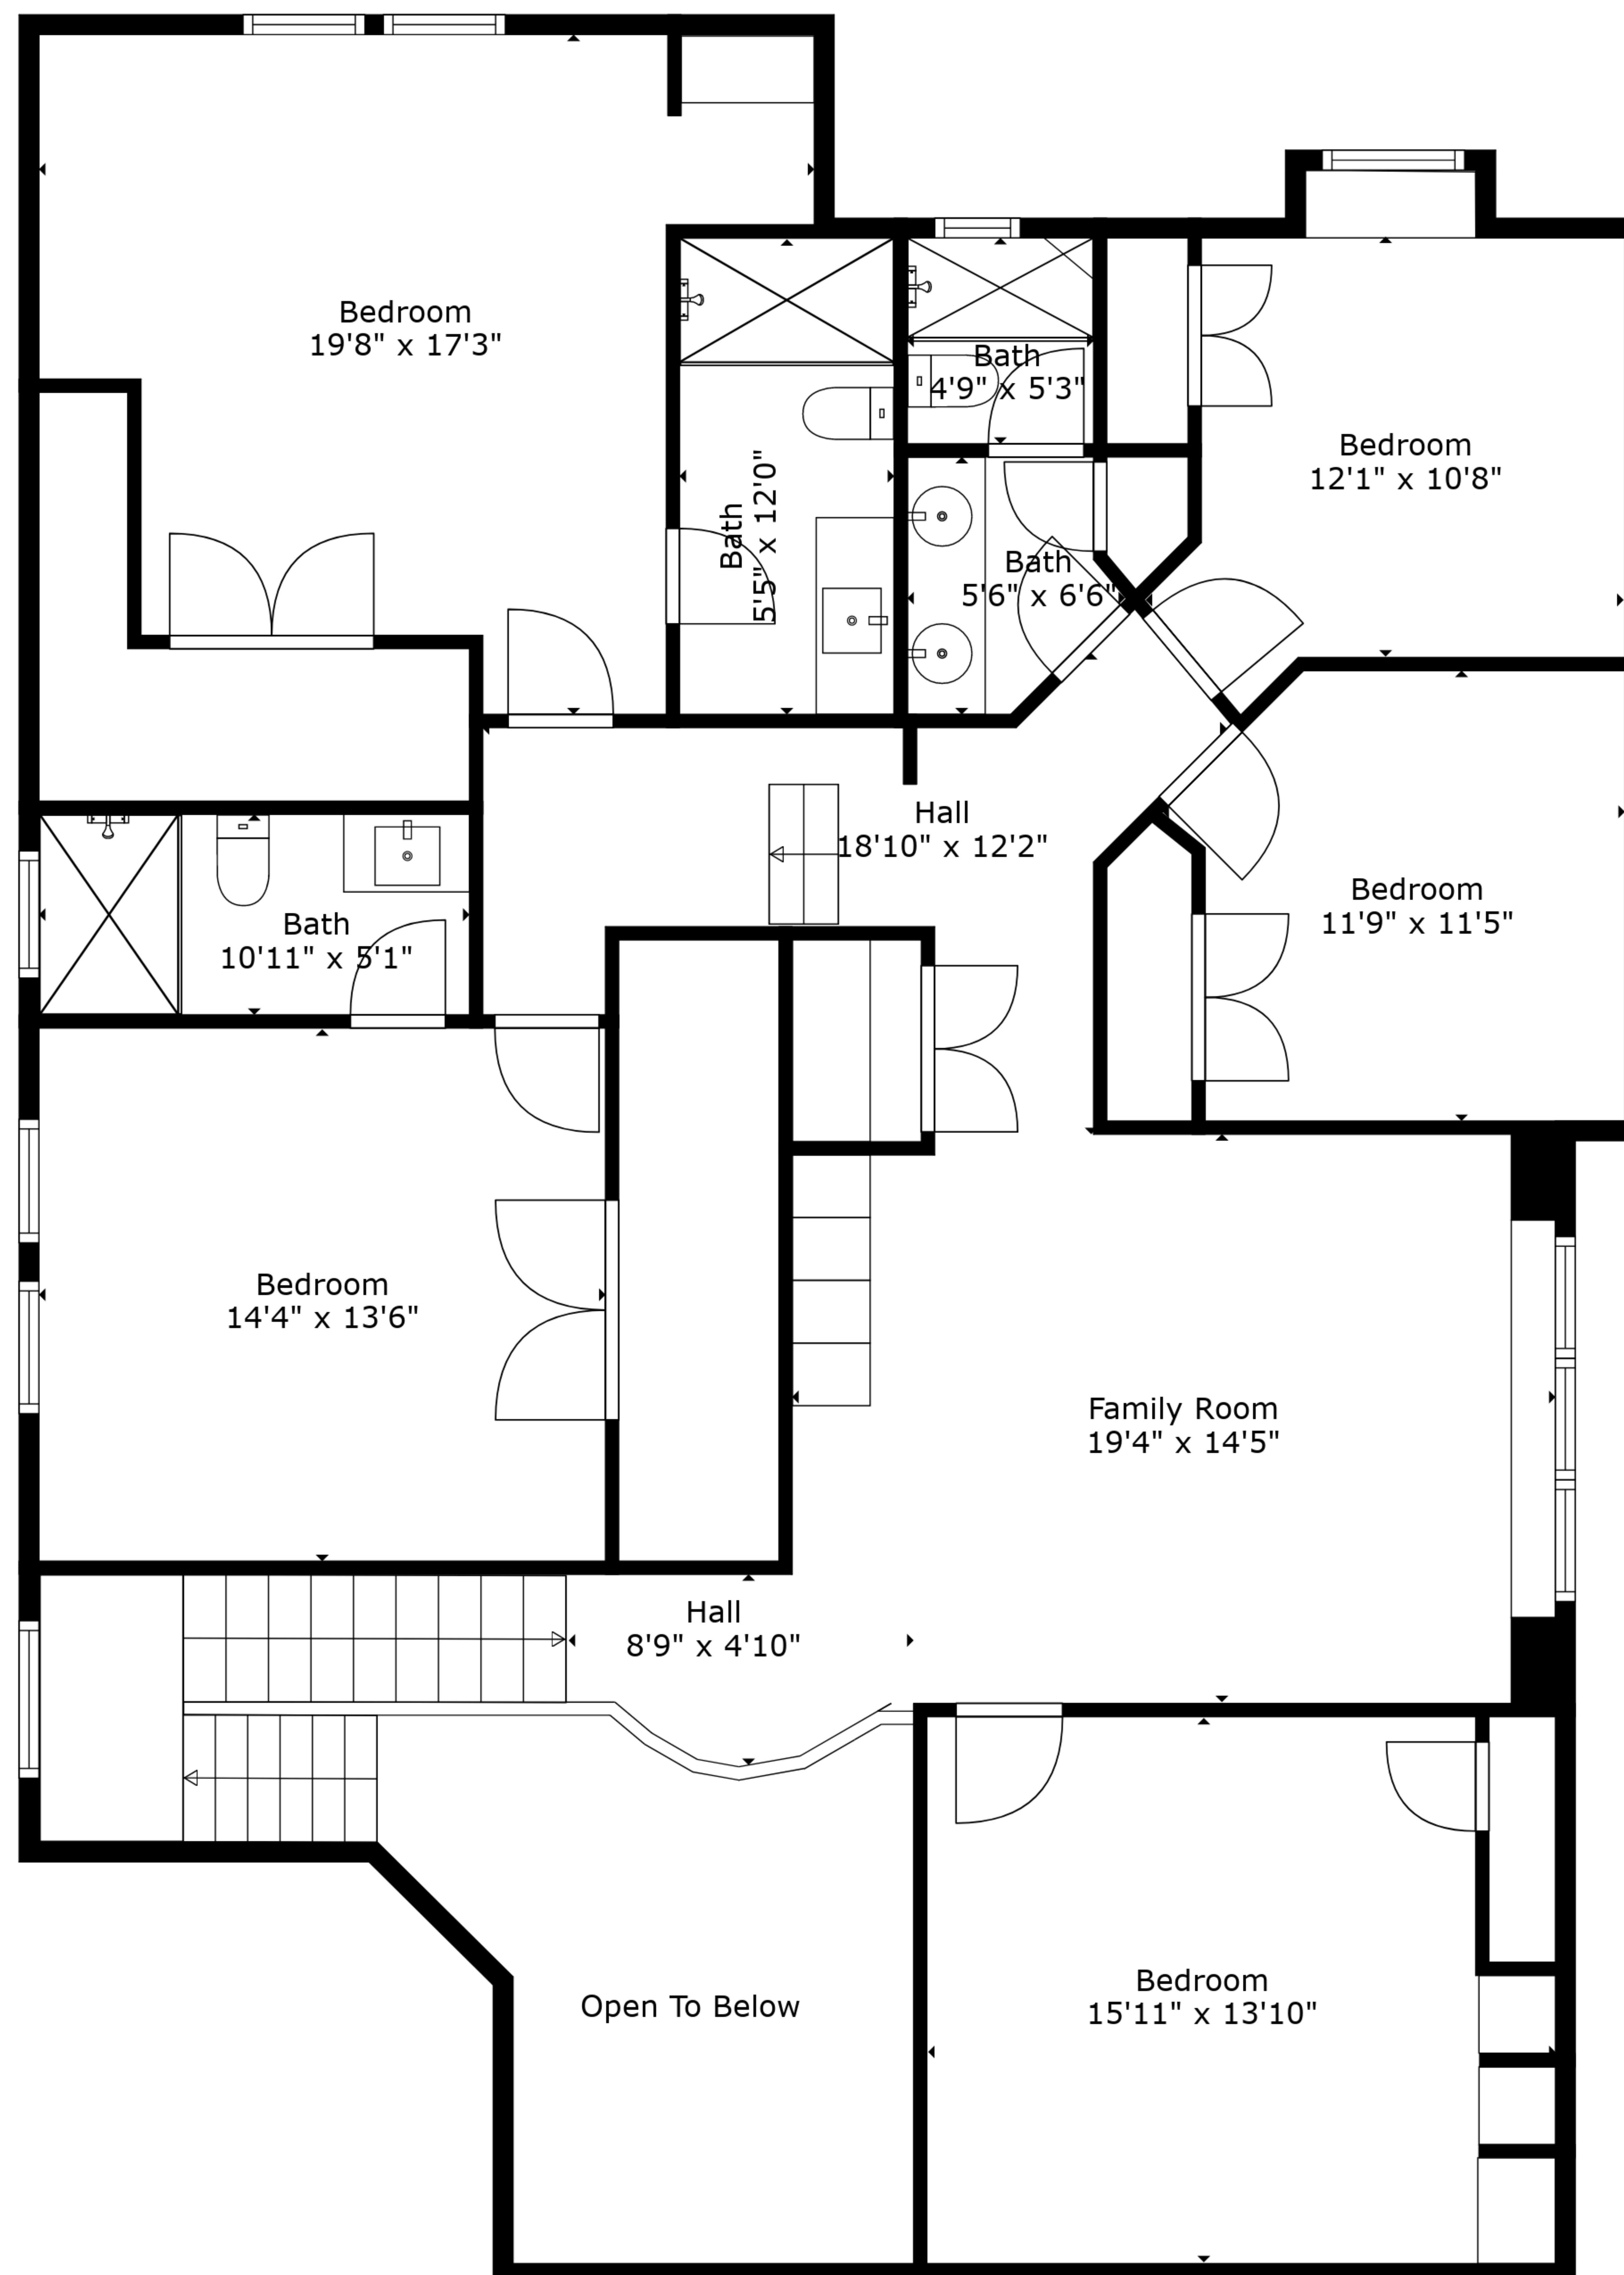 Bedroom
19'8" x 17'3"
Bath
4'9" x 5'3"
Bedroom
12'1" x 10'8"
Bath
5'5" x 12'0"
Bath
5'6" x 6'6"
Hall
18'10" x 12'2"
Bedroom
11'9" x 11'5"
Bath
10'11" x 5'1"
Bedroom
14'4" x 13'6"
Family Room
19'4" x 14'5"
Hall
8'9" x 4'10"
Bedroom
15'11" x 13'10"
Open To Below